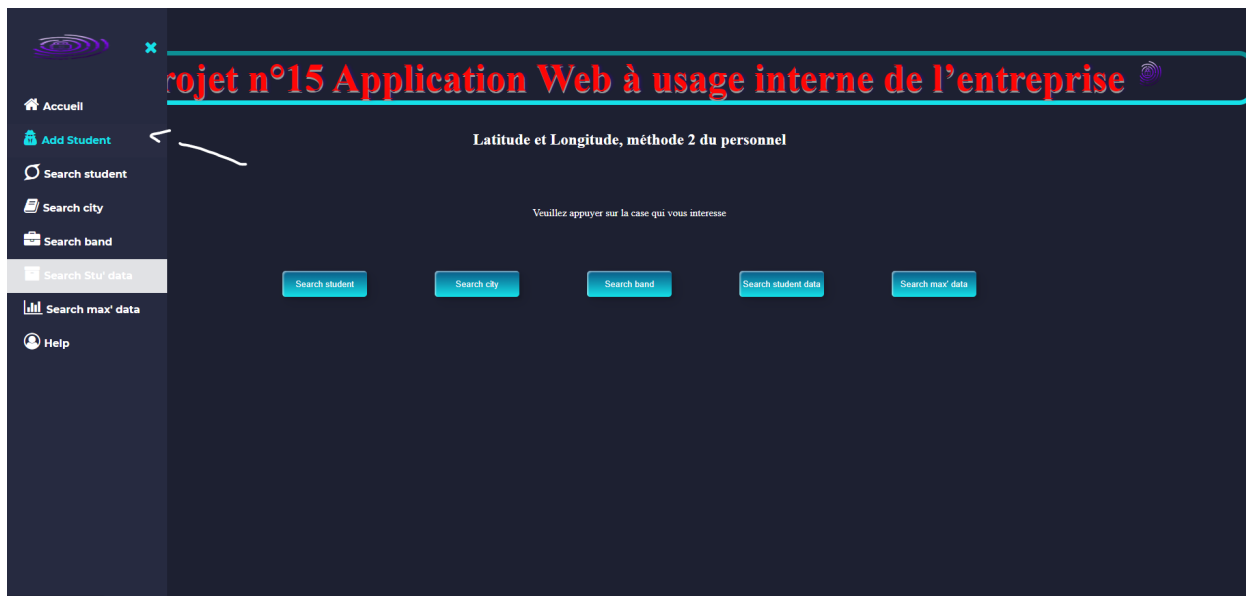 rojet n°15 Application Web à usage interne de l’entreprise
Accueil
Add Student
Search student
Search city
Search band
Search Stu' data
Search max' data
Help
Latitude et Longitude, méthode 2 du personnel
Veuillez appuyer sur la case qui vous interesse
Search student
Search city
Search band
Search student data
Search max' data